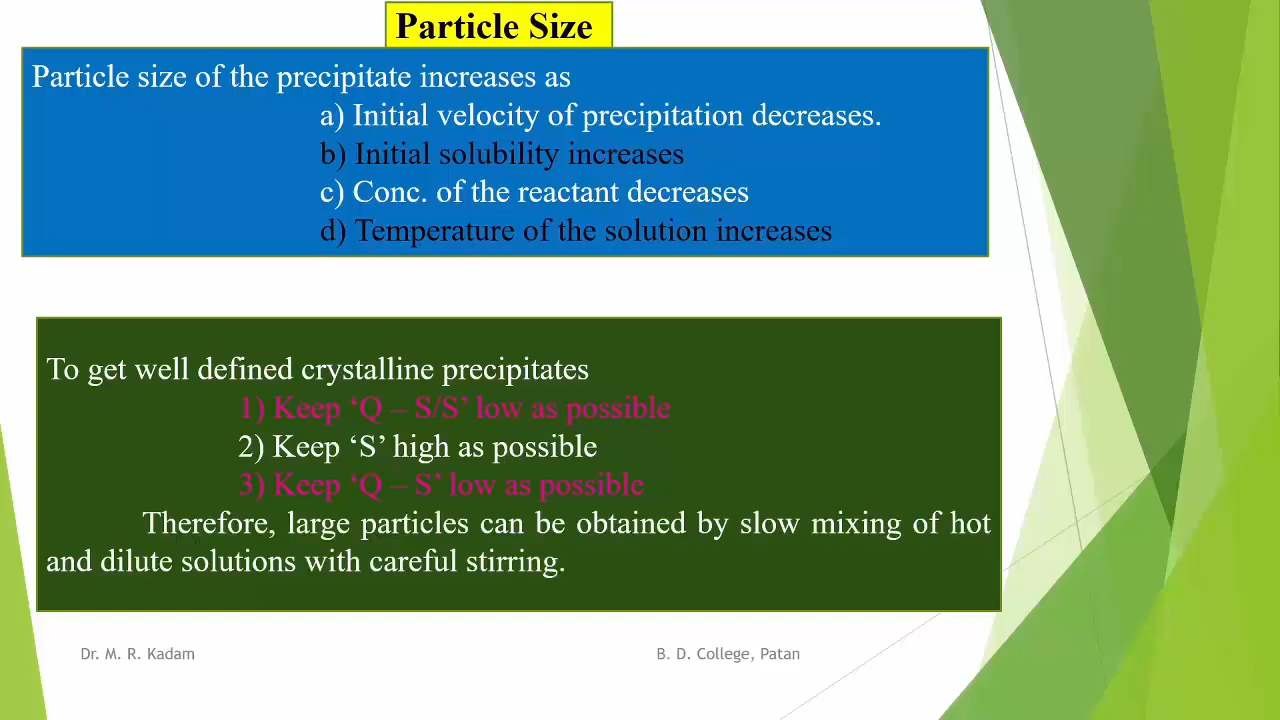 Particle Size
Particle size of the precipitate increases as
a) Initial velocity of precipitation decreases.
b) Initial solubility increases
c) Conc. of the reactant decreases
d) Temperature of the solution increases
To get well defined crystalline precipitates
1) Keep ‘Q – S/S’ low as possible
2) Keep ‘S’ high as possible
3) Keep ‘Q – S’ low as possible
Therefore, large particles can be obtained by slow mixing of hot
and dilute solutions with careful stirring.
Dr. M. R. Kadam
B. D. College, Patan